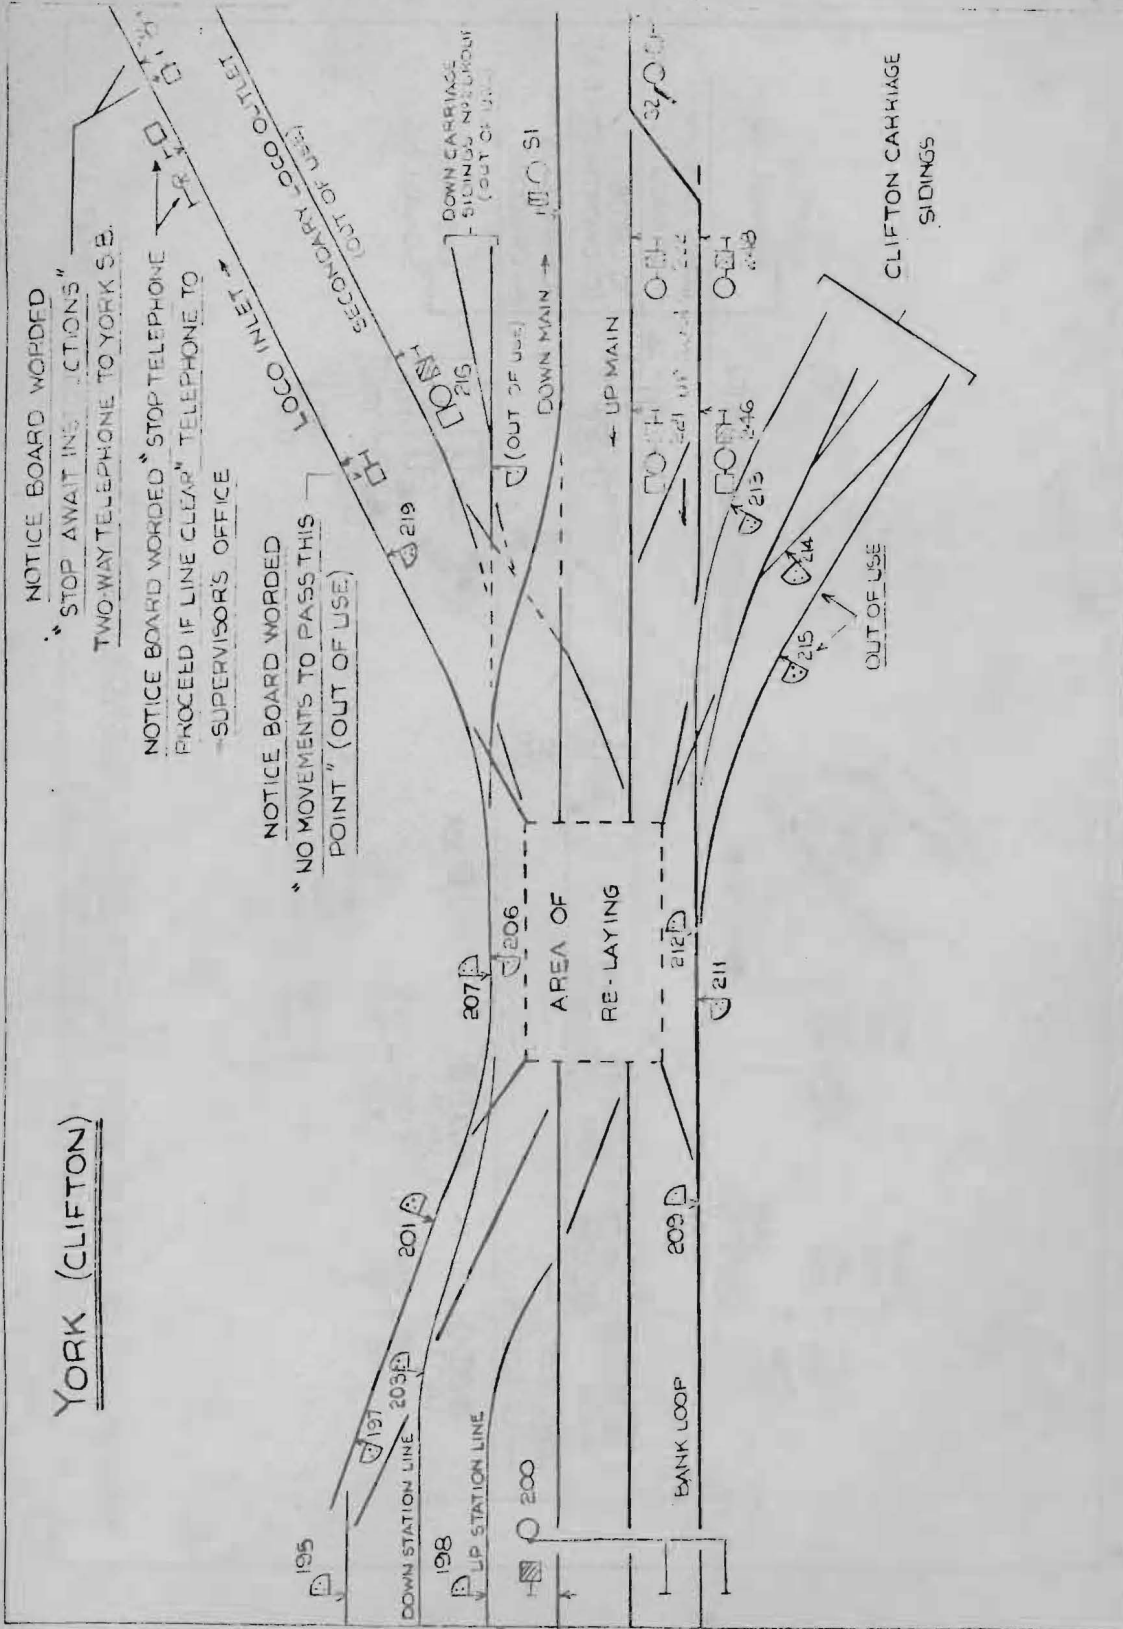 YORK (CLIFTON)
NOTICE BOARD WORDED
"STOP AWAIT INS CTIONS"
TWO-WAY TELEPHONE TO YORK S.B.
NOTICE BOARD WORDED "STOP TELEPHONE
PROCEED IF LINE CLEAR" TELEPHONE TO
SUPERVISOR'S OFFICE
NOTICE BOARD WORDED
"NO MOVEMENTS TO PASS THIS
POINT" (OUT OF USE)
LOCO INLET
SECONDARY LOCO OUTLET
(OUT OF USE)
DOWN CARRIAGE
SIDINGS
(OUT OF
195
197
201
203
207
206
219
216
(OUT OF USE)
DOWN STATION LINE
198
UP STATION LINE
200
DOWN MAIN
51
AREA OF
RE-LAYING
UP MAIN
32
BANK LOOP
209
212
211
213
214
215
246
248
OUT OF USE
CLIFTON CARRIAGE
SIDINGS